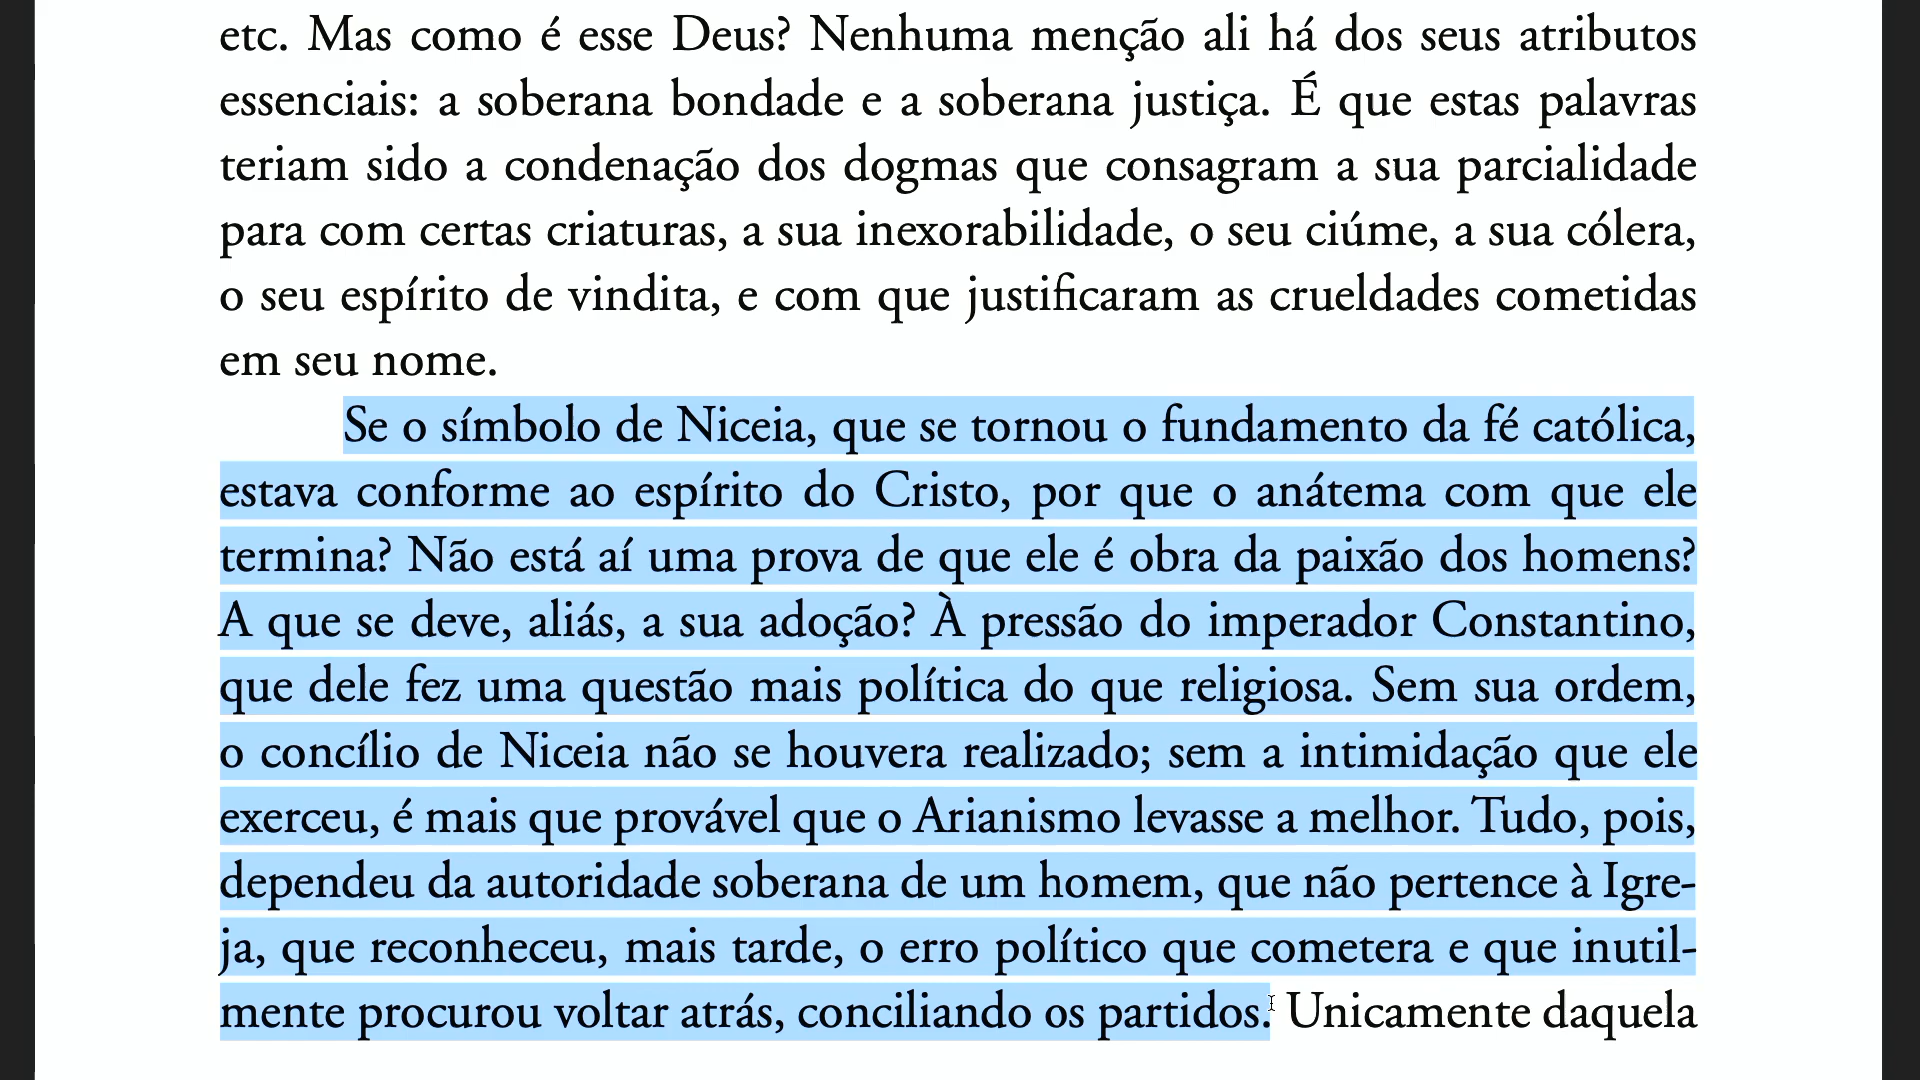 etc. Mas como é esse Deus? Nenhuma menção ali há dos seus atributos
essenciais: a soberana bondade e a soberana justiça. É que estas palavras
teriam sido a condenação dos dogmas que consagram a sua parcialidade
para com certas criaturas, a sua inexorabilidade, o seu ciúme, a sua cólera,
o seu espírito de vindita, e com que justificaram as crueldades cometidas
em seu nome.
Se o símbolo de Niceia, que se tornou o fundamento da fé católica,
estava conforme ao espírito do Cristo, por que o anátema com que ele
termina? Não está aí uma prova de que ele é obra da paixão dos homens?
A que se deve, aliás, a sua adoção? À pressão do imperador Constantino,
que dele fez uma questão mais política do que religiosa. Sem sua ordem,
o concílio de Niceia não se houvera realizado; sem a intimidação que ele
exerceu, é mais que provável que o Arianismo levasse a melhor. Tudo, pois,
dependeu da autoridade soberana de um homem, que não pertence à Igre-
ja, que reconheceu, mais tarde, o erro político que cometera e que inutil-
mente procurou voltar atrás, conciliando os partidos. Unicamente daquela